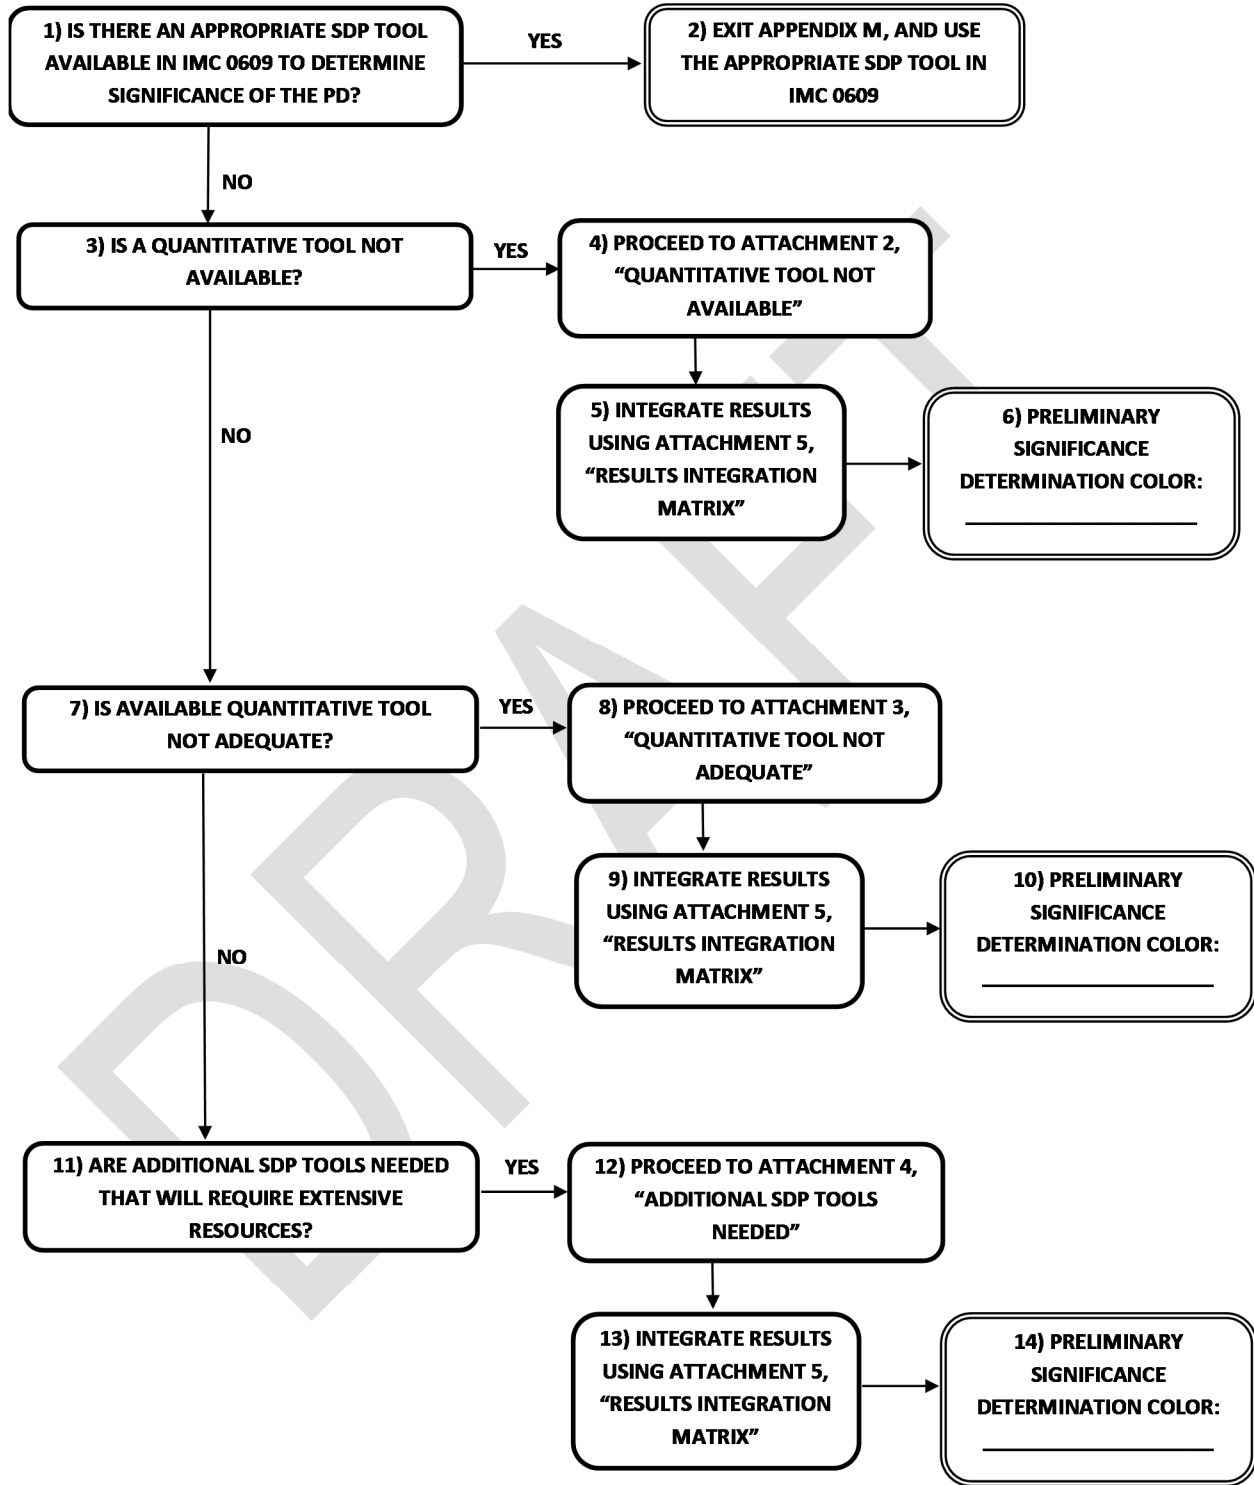 1) IS THERE AN APPROPRIATE SDP TOOL
AVAILABLE IN IMC 0609 TO DETERMINE
SIGNIFICANCE OF THE PD?
YES
2) EXIT APPENDIX M, AND USE
THE APPROPRIATE SDP TOOL IN
IMC 0609
NO
3) IS A QUANTITATIVE TOOL NOT
AVAILABLE?
YES
4) PROCEED TO ATTACHMENT 2,
“QUANTITATIVE TOOL NOT
AVAILABLE”
5) INTEGRATE RESULTS
USING ATTACHMENT 5,
“RESULTS INTEGRATION
MATRIX”
6) PRELIMINARY
SIGNIFICANCE
DETERMINATION COLOR:
NO
7) IS AVAILABLE QUANTITATIVE TOOL
NOT ADEQUATE?
YES
8) PROCEED TO ATTACHMENT 3,
“QUANTITATIVE TOOL NOT
ADEQUATE”
9) INTEGRATE RESULTS
USING ATTACHMENT 5,
“RESULTS INTEGRATION
MATRIX”
10) PRELIMINARY
SIGNIFICANCE
DETERMINATION COLOR:
NO
11) ARE ADDITIONAL SDP TOOLS NEEDED
THAT WILL REQUIRE EXTENSIVE
RESOURCES?
YES
12) PROCEED TO ATTACHMENT 4,
“ADDITIONAL SDP TOOLS
NEEDED”
13) INTEGRATE RESULTS
USING ATTACHMENT 5,
“RESULTS INTEGRATION
MATRIX”
14) PRELIMINARY
SIGNIFICANCE
DETERMINATION COLOR:
DRAFT